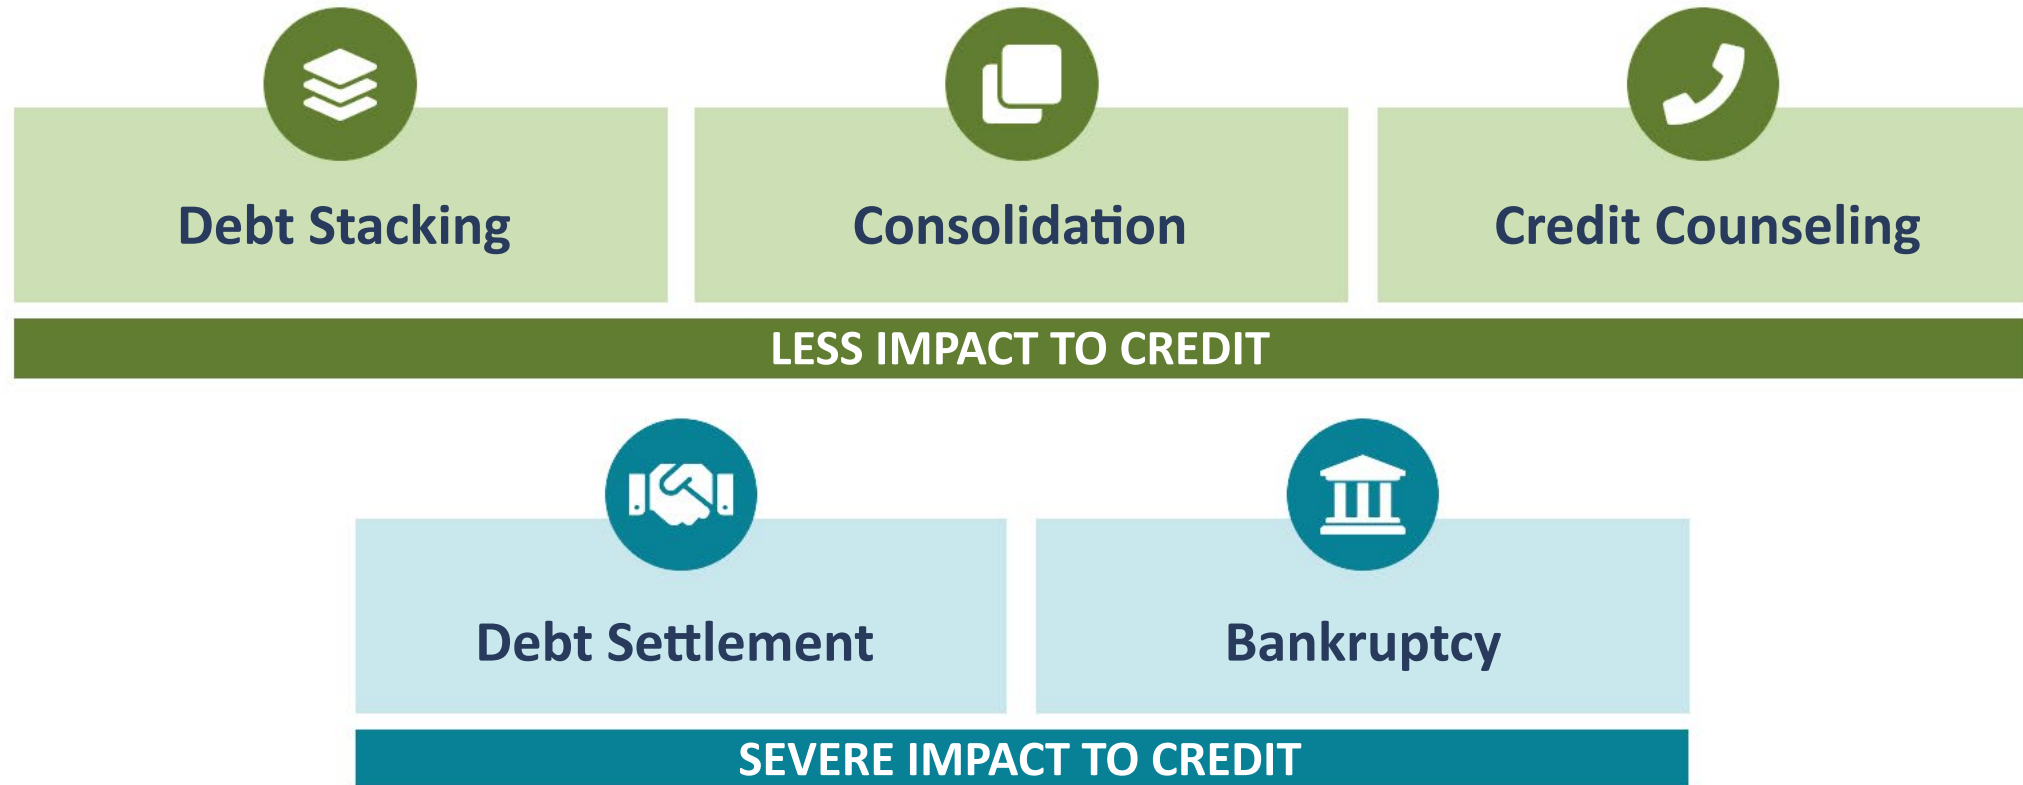 Debt Stacking
Consolidation
Credit Counseling
LESS IMPACT TO CREDIT
Debt Settlement
Bankruptcy
SEVERE IMPACT TO CREDIT